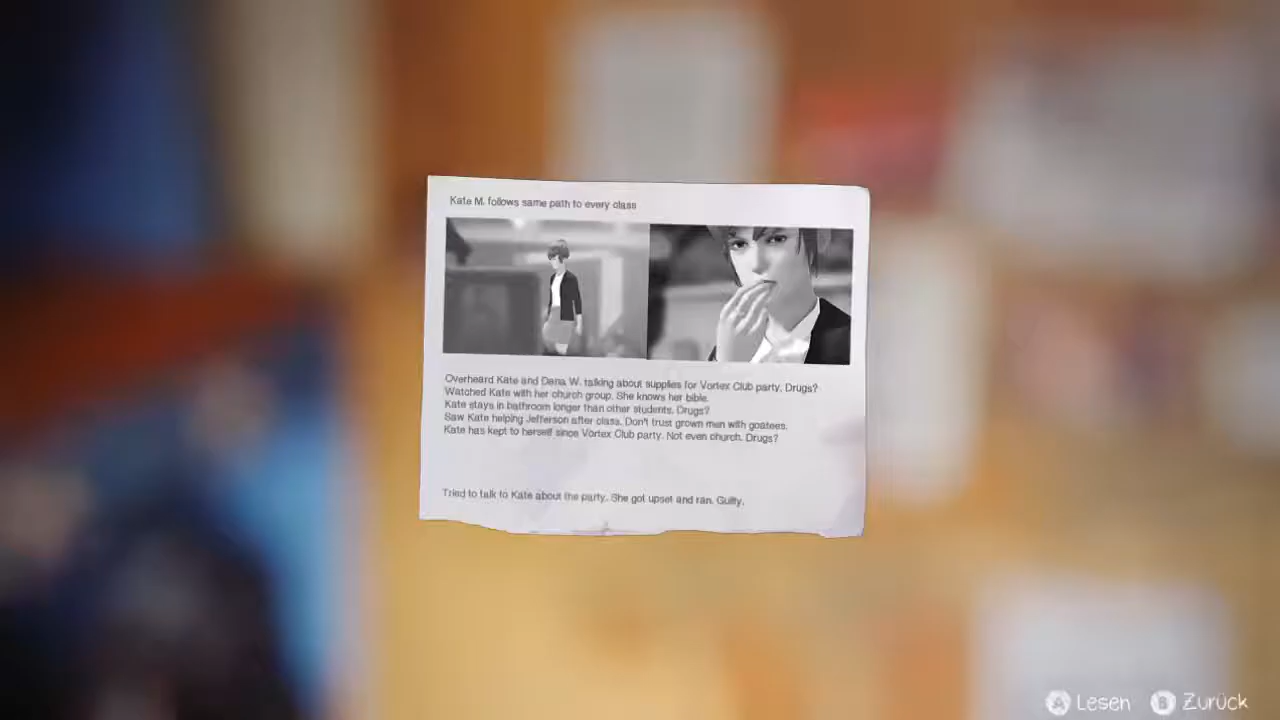 Kate M. follows same path to every class
Overheard Kate and Dana W. talking about supplies for Vortex Club party. Drugs?
Watched Kate with her church group. She knows her bible.
Kate stays in bathroom longer than other students. Drugs?
Saw Kate helping Jefferson after class. Don't trust grown men with goatees.
Kate has kept to herself since Vortex Club party. Not even church. Drugs?
Tried to talk to Kate about the party. She got upset and ran. Guilty.
A Lesen B Zurück